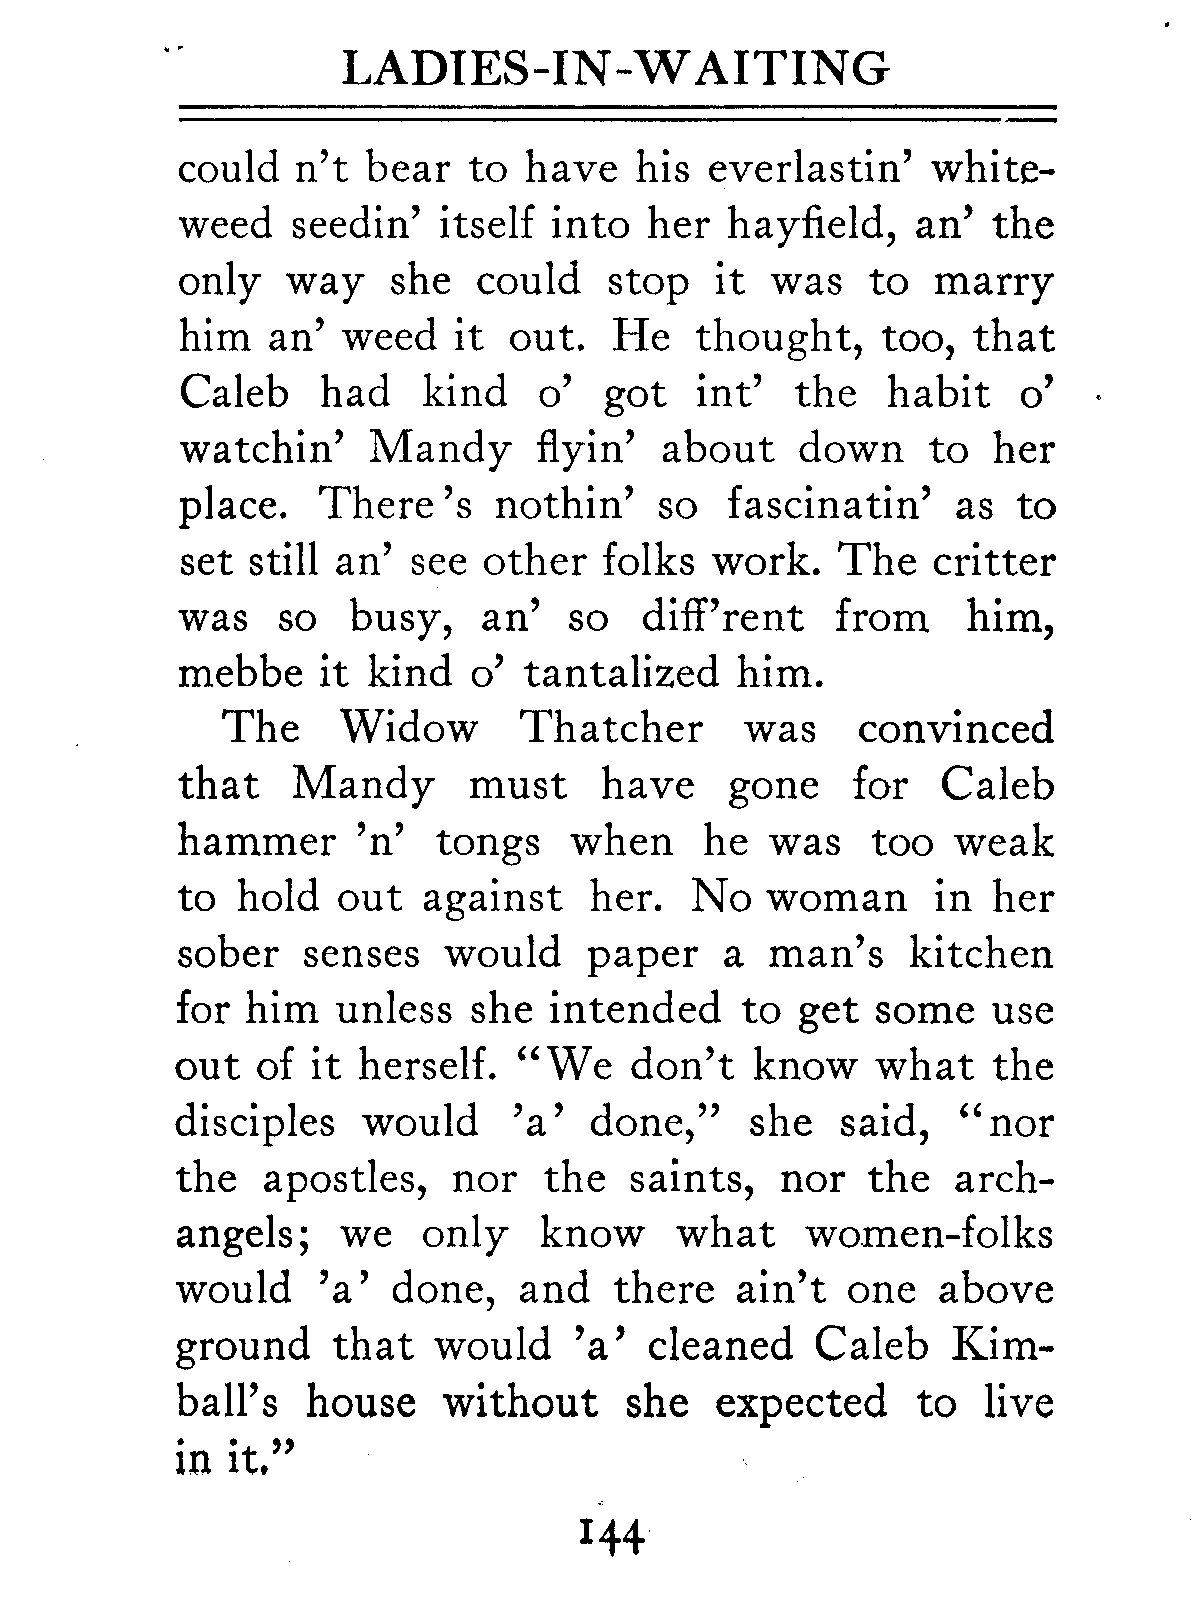 LADIES-IN-WAITING
could n't bear to have his everlastin' white-
weed seedin' itself into her hayfield, an' the
only way she could stop it was to marry
him an' weed it out. He thought, too, that
Caleb had kind o' got int' the habit o'
watchin' Mandy flyin' about down to her
place. There 's nothin' so fascinatin' as to
set still an' see other folks work. The critter
was so busy, an' so diff'rent from him,
mebbe it kind o' tantalized him.
The Widow Thatcher was convinced
that Mandy must have gone for Caleb
hammer 'n' tongs when he was too weak
to hold out against her. No woman in her
sober senses would paper a man's kitchen
for him unless she intended to get some use
out of it herself. "We don't know what the
disciples would 'a' done," she said, "nor
the apostles, nor the saints, nor the arch-
angels; we only know what women-folks
would 'a' done, and there ain't one above
ground that would 'a' cleaned Caleb Kim-
ball's house without she expected to live
in it."
144